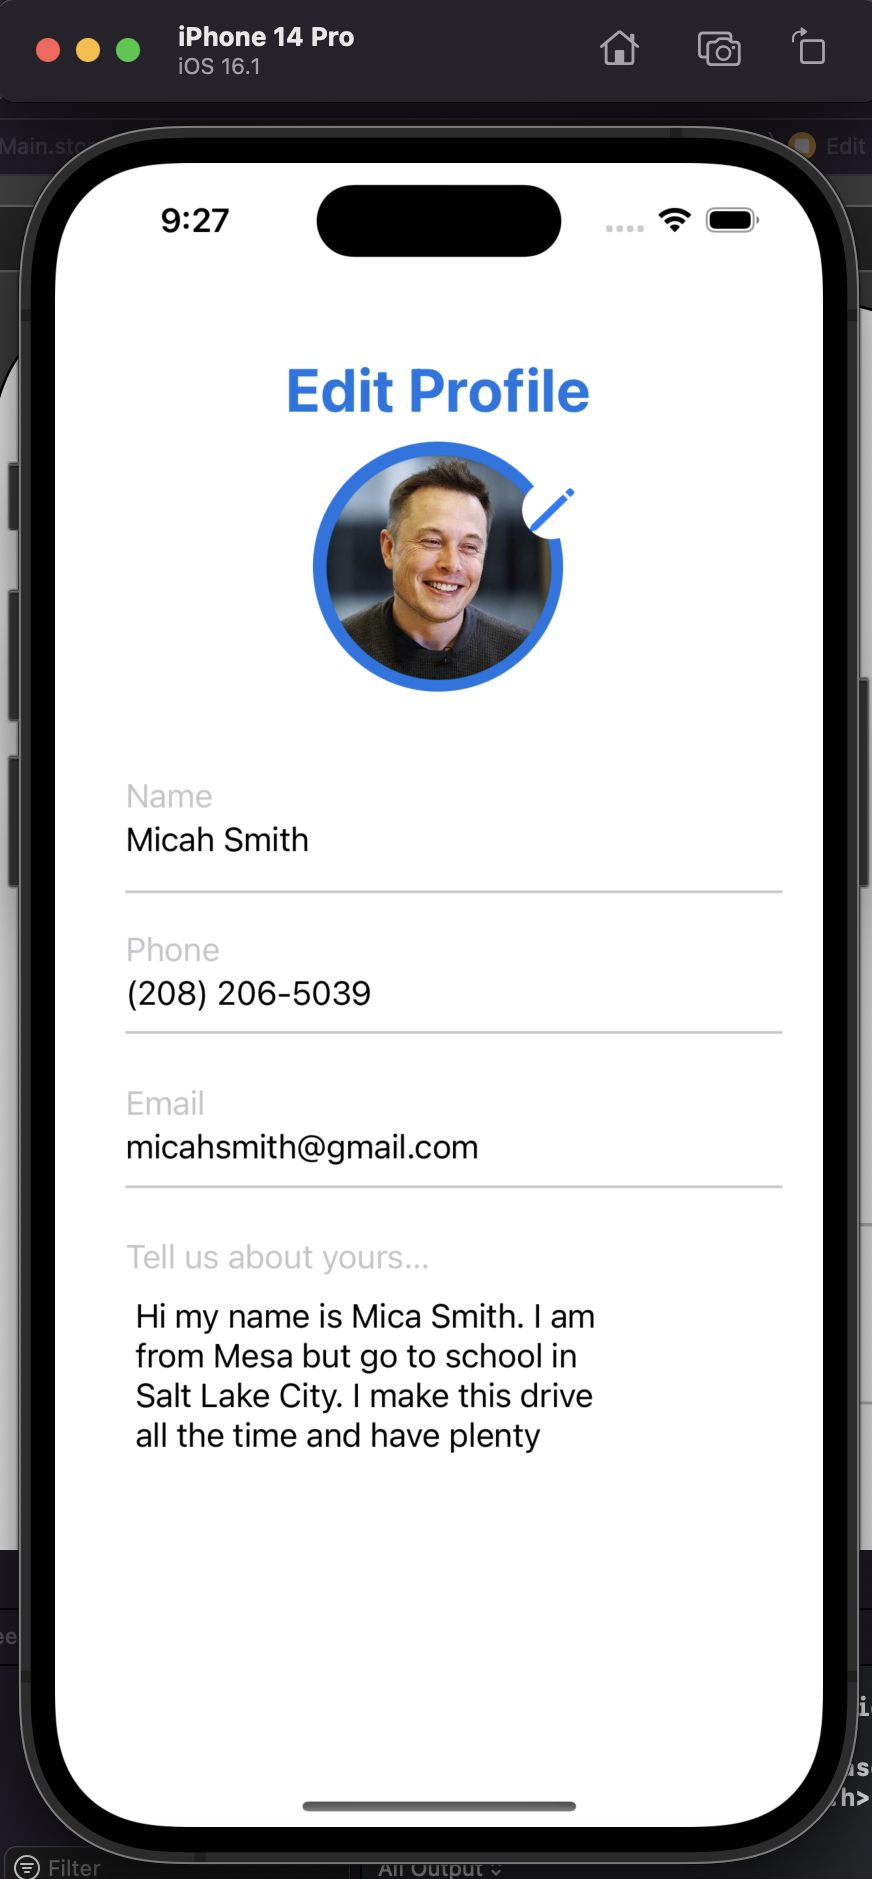 iPhone 14 Pro
iOS 16.1
Edit
9:27
Edit Profile
Name
Micah Smith
Phone
(208) 206-5039
Email
micahsmith@gmail.com
Tell us about yours...
Hi my name is Mica Smith. I am
from Mesa but go to school in
Salt Lake City. I make this drive
all the time and have plenty
h>
Filter
All Output